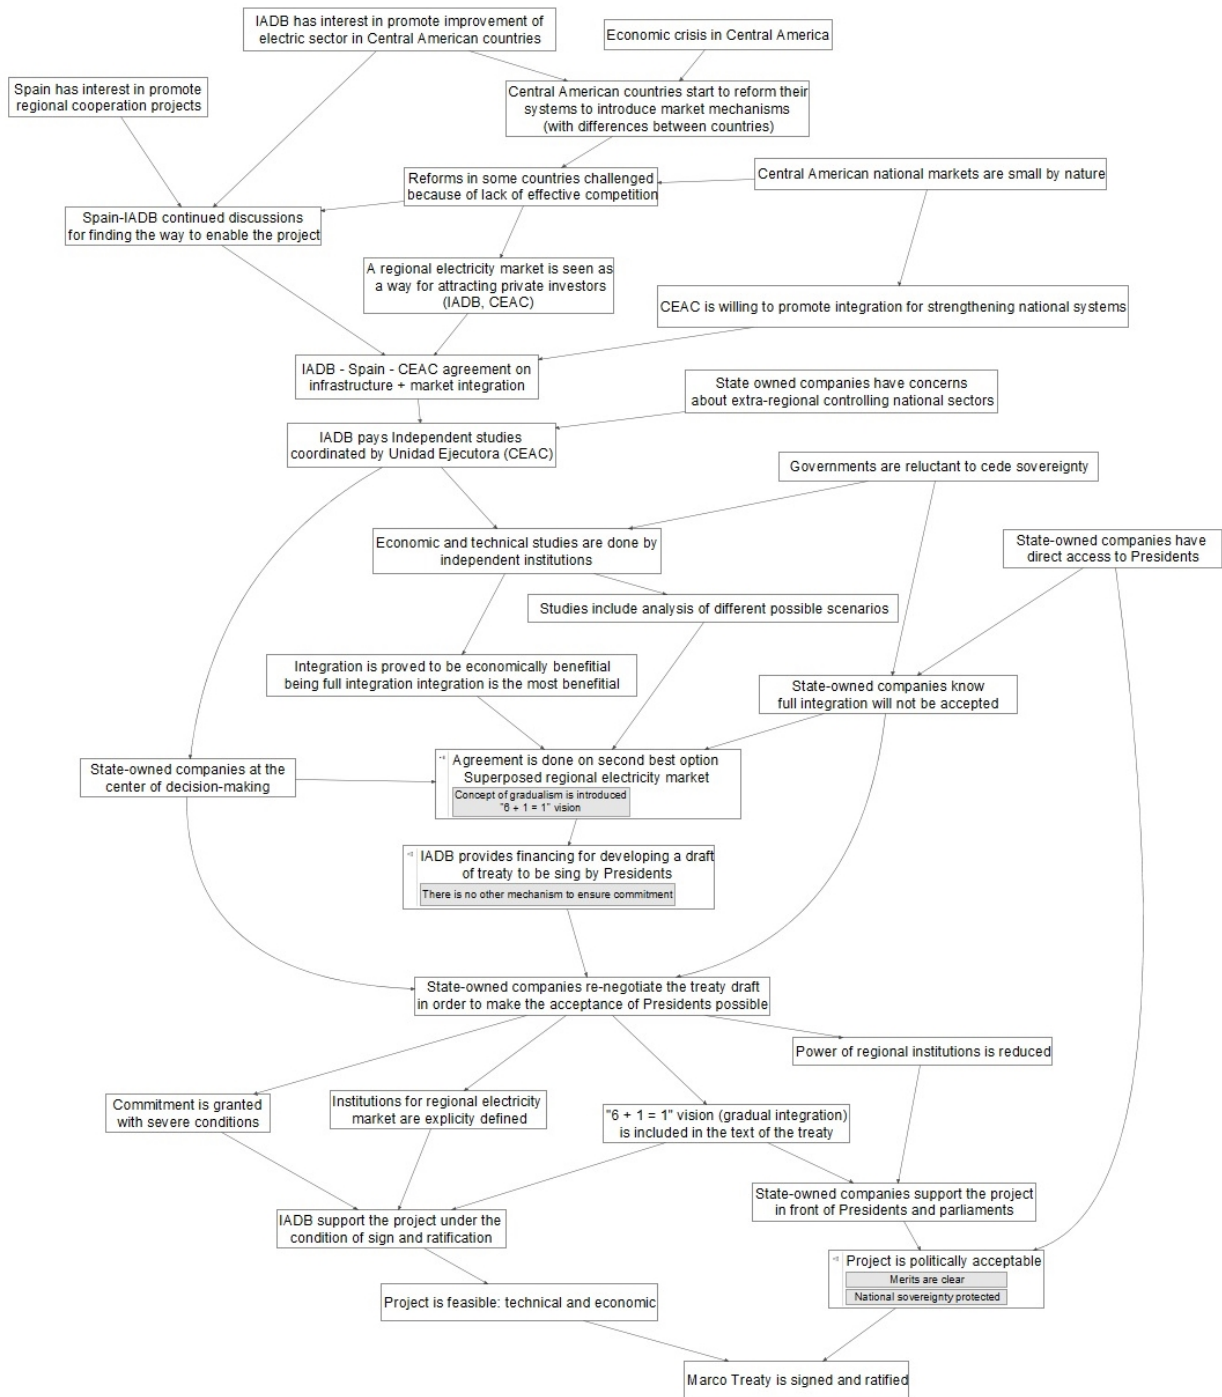 IADB has interest in promote improvement of
electric sector in Central American countries
Economic crisis in Central America
Spain has interest in promote
regional cooperation projects
Central American countries start to reform their
systems to introduce market mechanisms
(with differences between countries)
Reforms in some countries challenged
because of lack of effective competition
Central American national markets are small by nature
Spain-IADB continued discussions
for finding the way to enable the project
A regional electricity market is seen as
a way for attracting private investors
(IADB, CEAC)
CEAC is willing to promote integration for strengthening national systems
IADB - Spain - CEAC agreement on
infrastructure + market integration
State owned companies have concerns
about extra-regional controlling national sectors
IADB pays Independent studies
coordinated by Unidad Ejecutora (CEAC)
Governments are reluctant to cede sovereignty
Economic and technical studies are done by
independent institutions
State-owned companies have
direct access to Presidents
Studies include analysis of different possible scenarios
Integration is proved to be economically benefitial
being full integration integration is the most benefitial
State-owned companies know
full integration will not be accepted
State-owned companies at the
center of decision-making
Agreement is done on second best option
Superposed regional electricity market
Concept of gradualism is introduced
"6 + 1 = 1" vision
IADB provides financing for developing a draft
of treaty to be sing by Presidents
There is no other mechanism to ensure commitment
State-owned companies re-negotiate the treaty draft
in order to make the acceptance of Presidents possible
Power of regional institutions is reduced
Commitment is granted
with severe conditions
Institutions for regional electricity
market are explicity defined
"6 + 1 = 1" vision (gradual integration)
is included in the text of the treaty
State-owned companies support the project
in front of Presidents and parliaments
IADB support the project under the
condition of sign and ratification
Project is politically acceptable
Merits are clear
National sovereignty protected
Project is feasible: technical and economic
Marco Treaty is signed and ratified